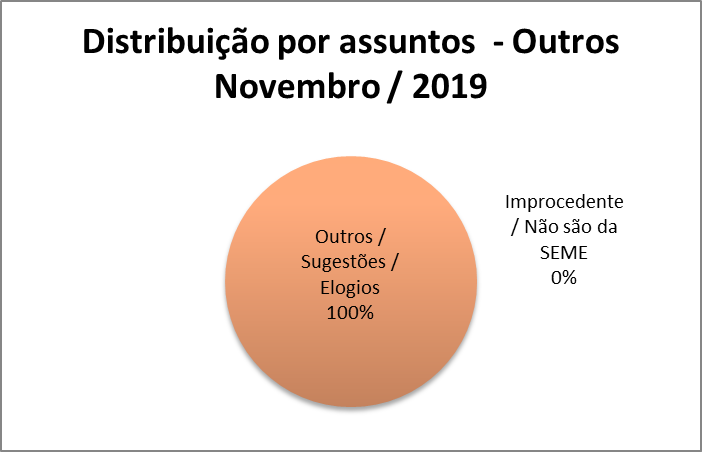 Distribuição por assuntos  - Outros
Novembro / 2019
Outros /
Sugestões /
Elogios
100%
Improcedente
/ Não são da
SEME
0%